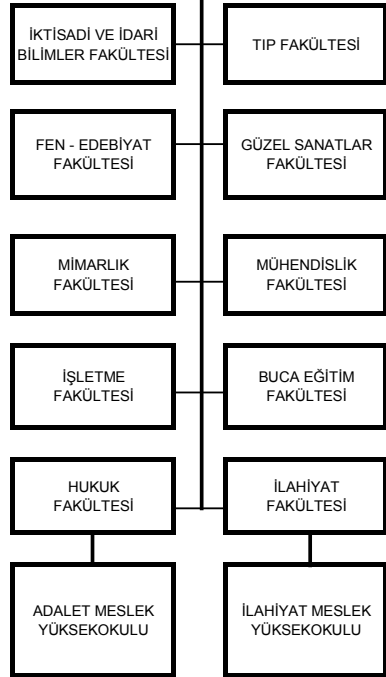 İKTİSADİ VE İDARİ
BİLİMLER FAKÜLTESİ
TIP FAKÜLTESİ
FEN - EDEBİYAT
FAKÜLTESİ
GÜZEL SANATLAR
FAKÜLTESİ
MİMARLIK
FAKÜLTESİ
MÜHENDİSLİK
FAKÜLTESİ
İŞLETME
FAKÜLTESİ
BUCA EĞİTİM
FAKÜLTESİ
HUKUK
FAKÜLTESİ
İLAHİYAT
FAKÜLTESİ
ADALET MESLEK
YÜKSEKOKULU
İLAHİYAT MESLEK
YÜKSEKOKULU